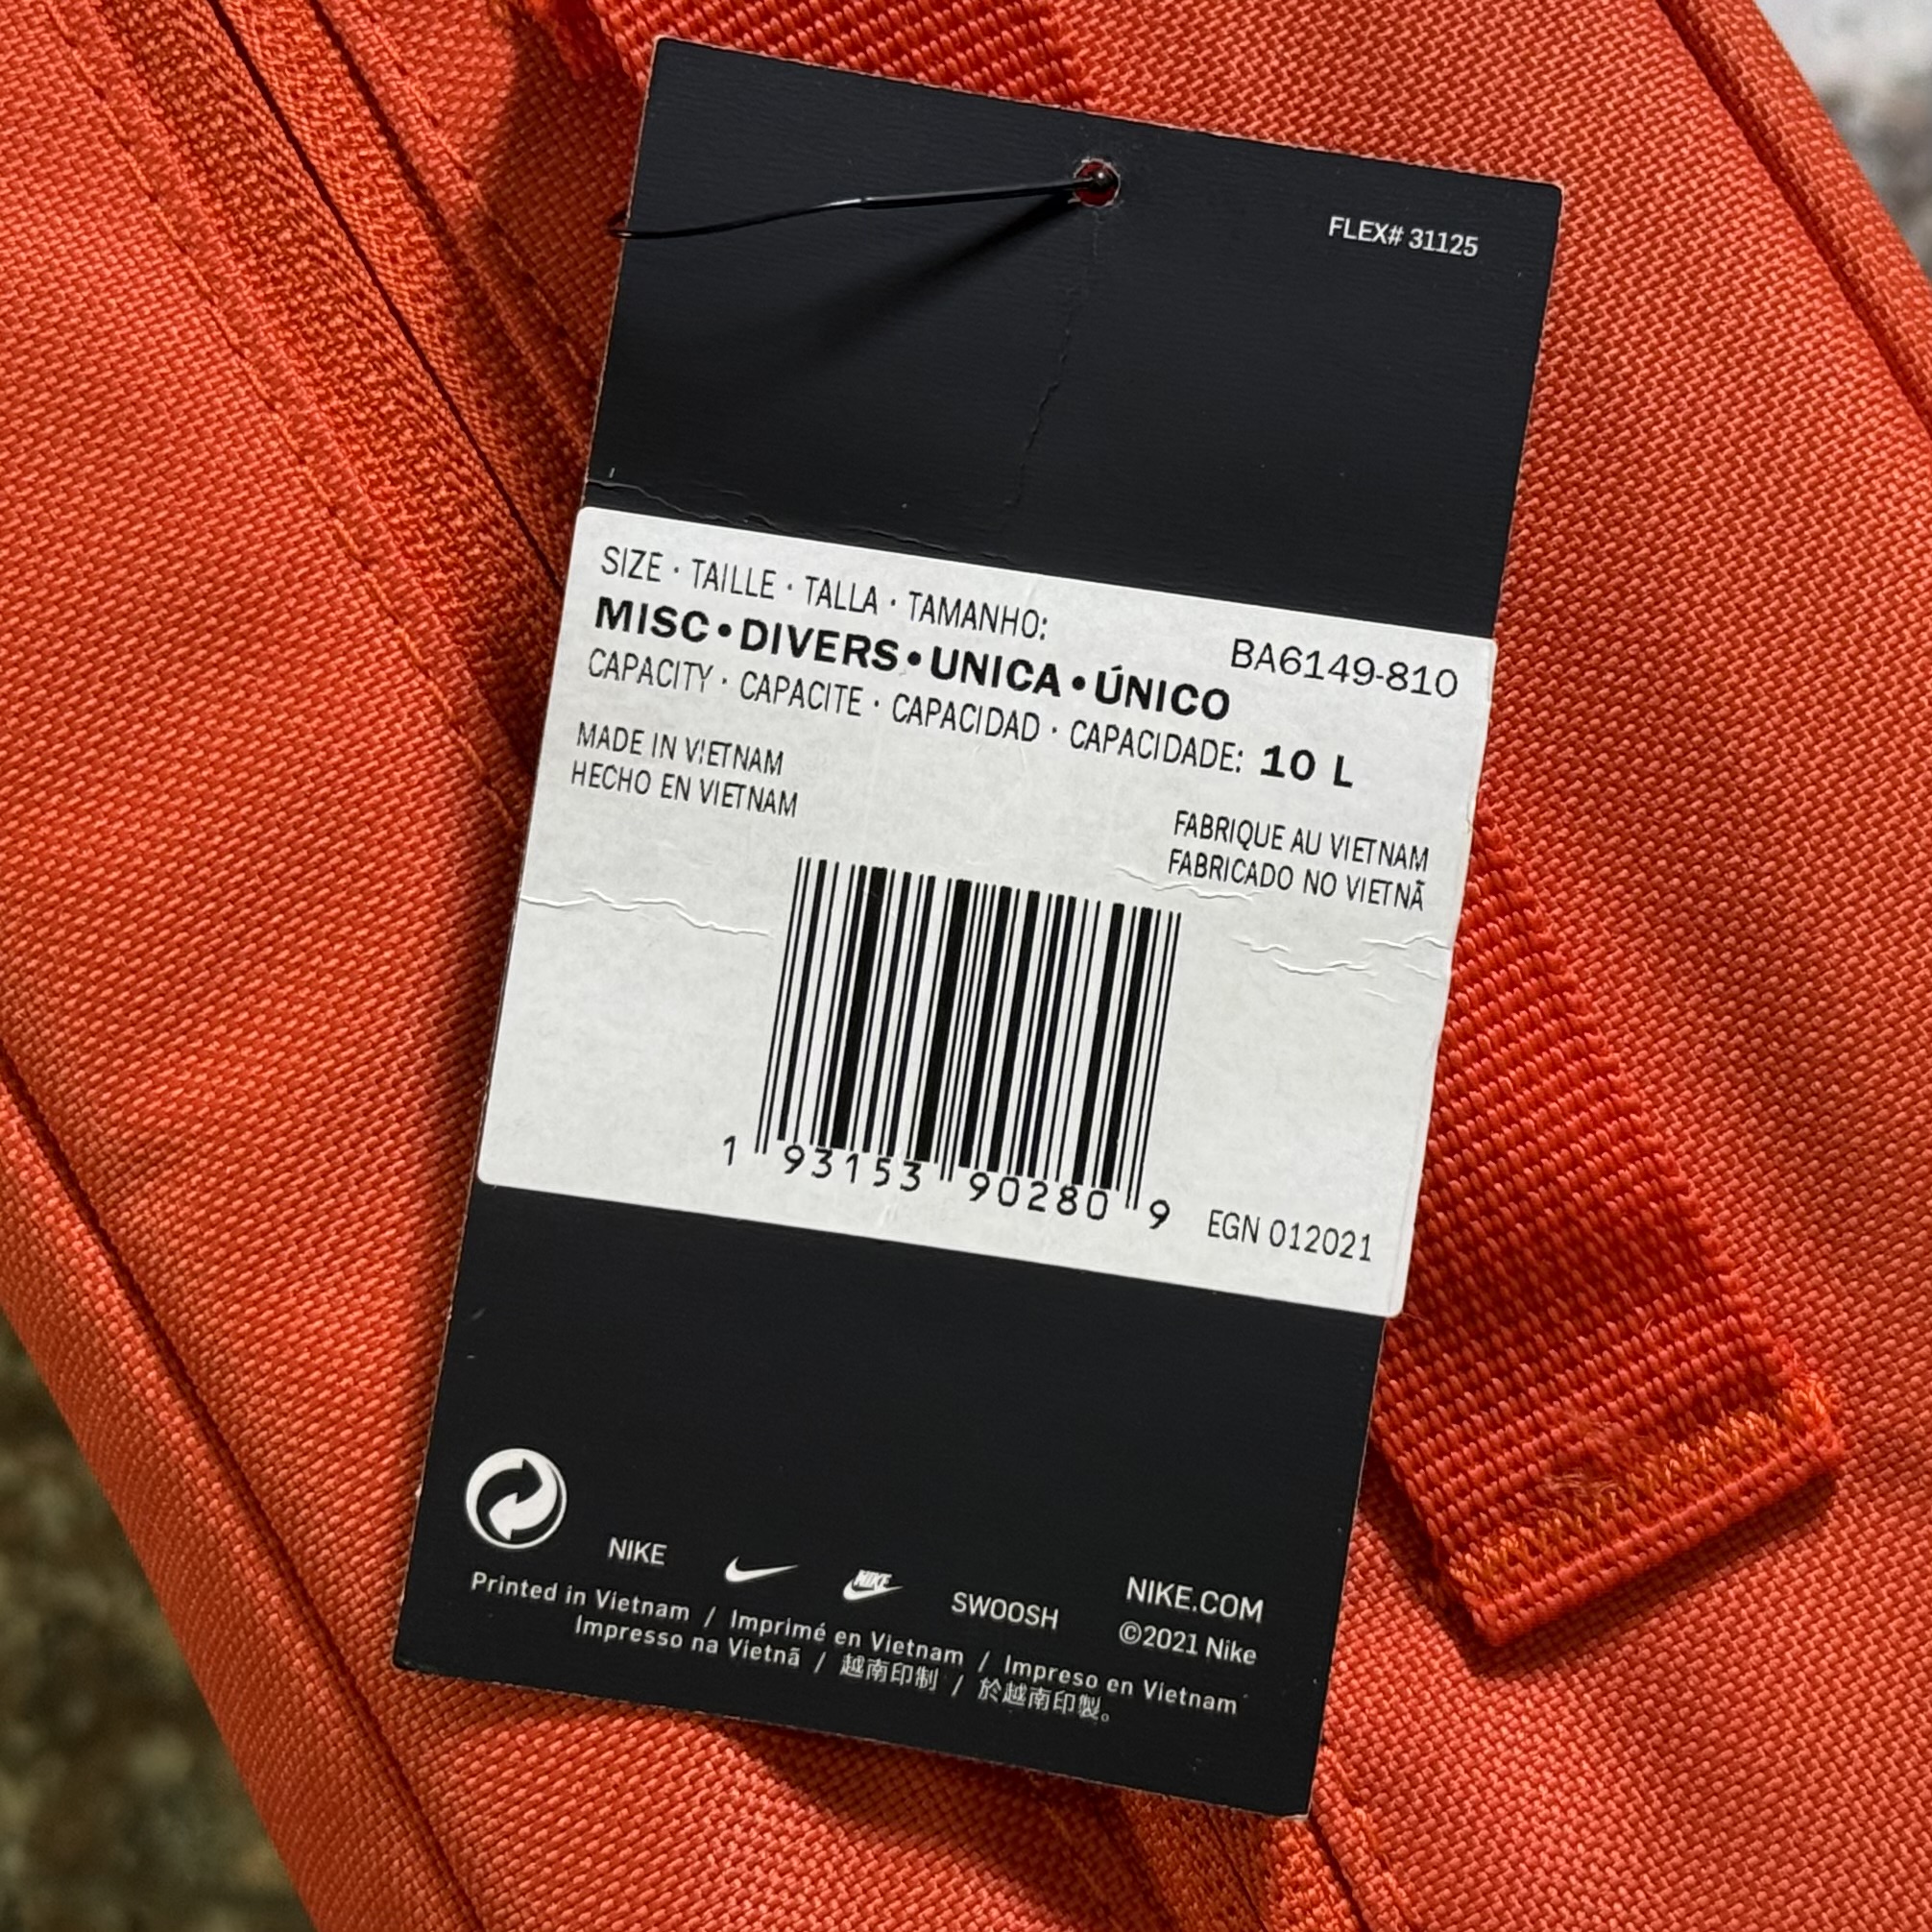 FLEX# 31125
SIZE · TAILLE · TALLA · TAMANHO:
BA6149-810
MISC•DIVERS•UNICA•ÚNICO
CAPACITY · CAPACITE · CAPACIDAD · CAPACIDADE: 10 L
MADE IN VIETNAM
HECHO EN VIETNAM
FABRIQUE AU VIETNAM
FABRICADO NO VIETNÃ
1 93153 90280 9
EGN 012021
NIKE
NIKE
SWOOSH
NIKE.COM
©2021 Nike
Printed in Vietnam / Imprimé en Vietnam / Impreso en Vietnam
Impresso na Vietnã / 越南印制 / 於越南印製。